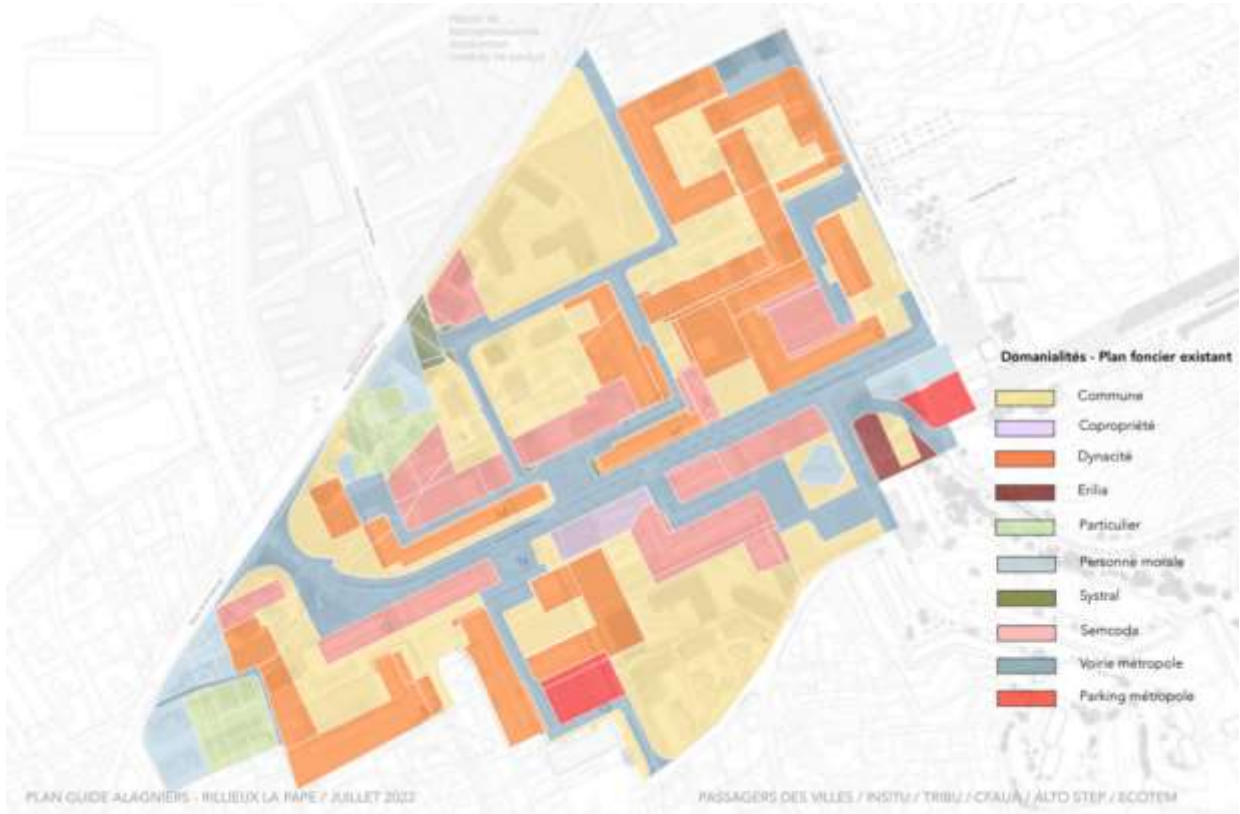 Domanialités - Plan foncier existant
Commune
Copropriété
Dynacité
Erilia
Particulier
Personne morale
Systral
Semcoda
Voirie métropole
Parking métropole
PLAN GUIDE ALAGNIERS - RILLIEUX LA PAPE / JUILLET 2022
PASSAGERS DES VILLES / INSITU / TRIBU / CFAUA / ALTO STEP / ECOTEM